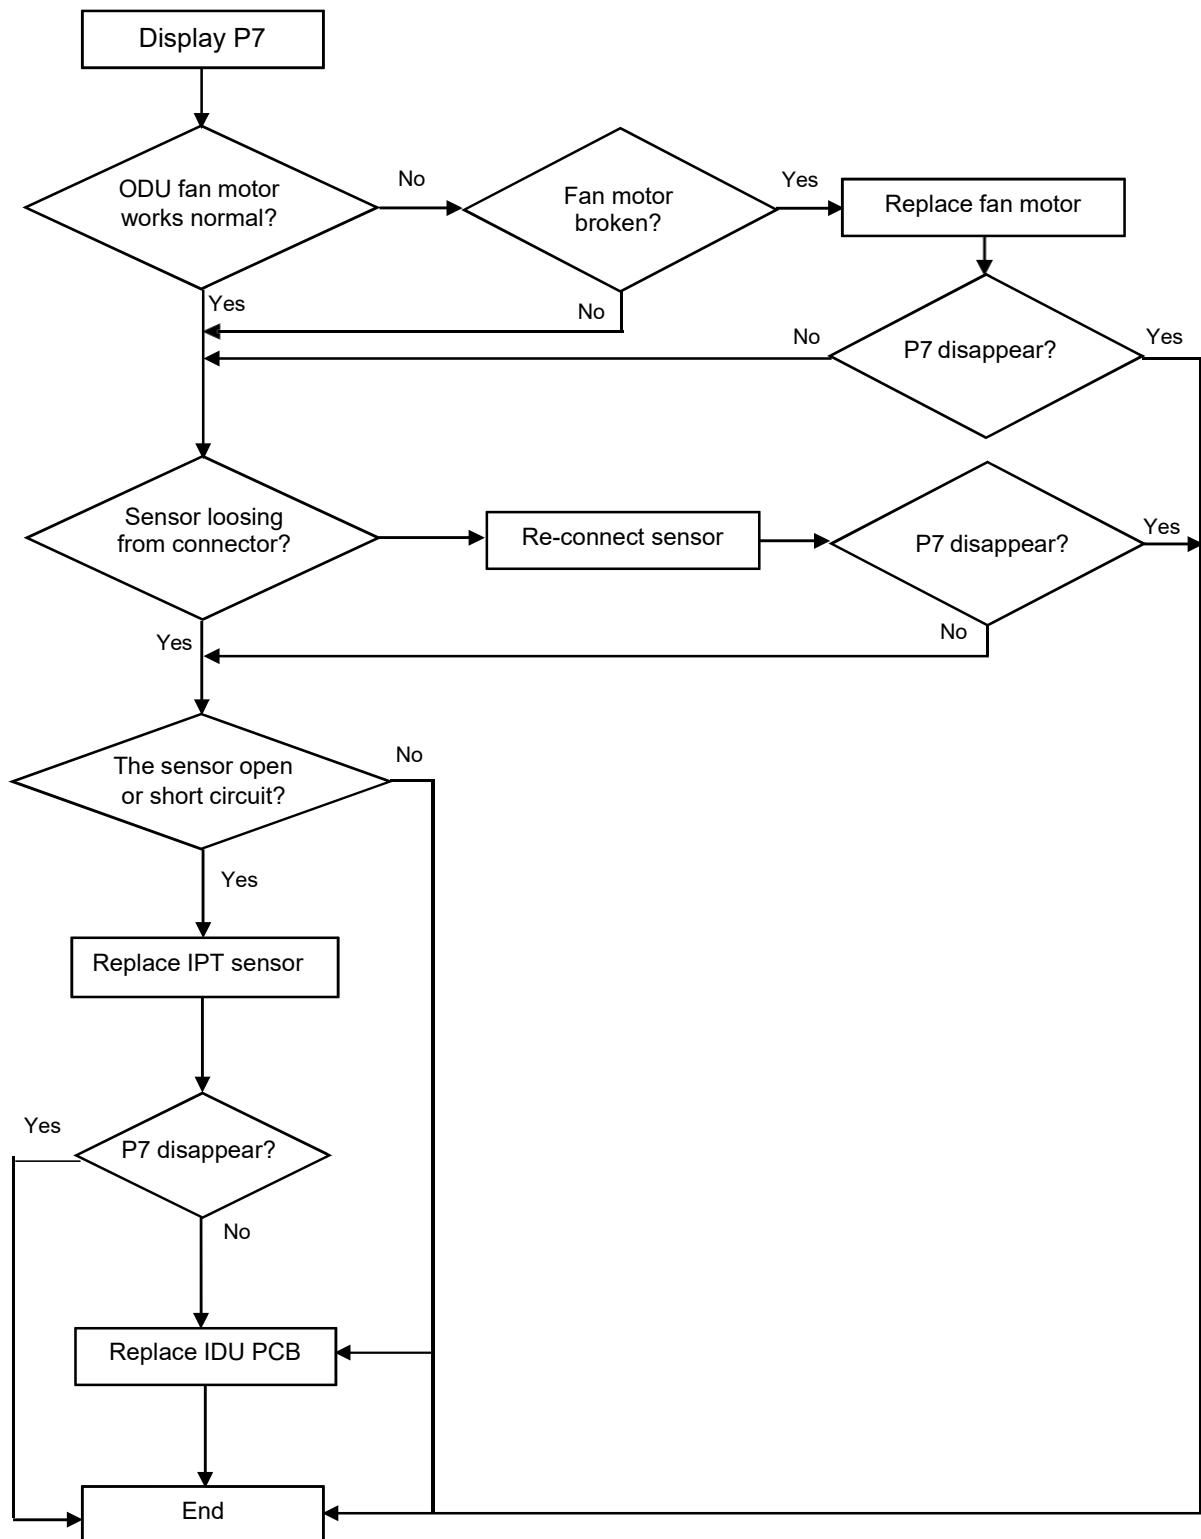 Display P7
ODU fan motor
works normal?
No
Fan motor
broken?
Yes
Replace fan motor
Yes
No
No
P7 disappear?
Yes
Sensor loosing
from connector?
Re-connect sensor
P7 disappear?
Yes
Yes
No
The sensor open
or short circuit?
No
Yes
Replace IPT sensor
Yes
P7 disappear?
No
Replace IDU PCB
End